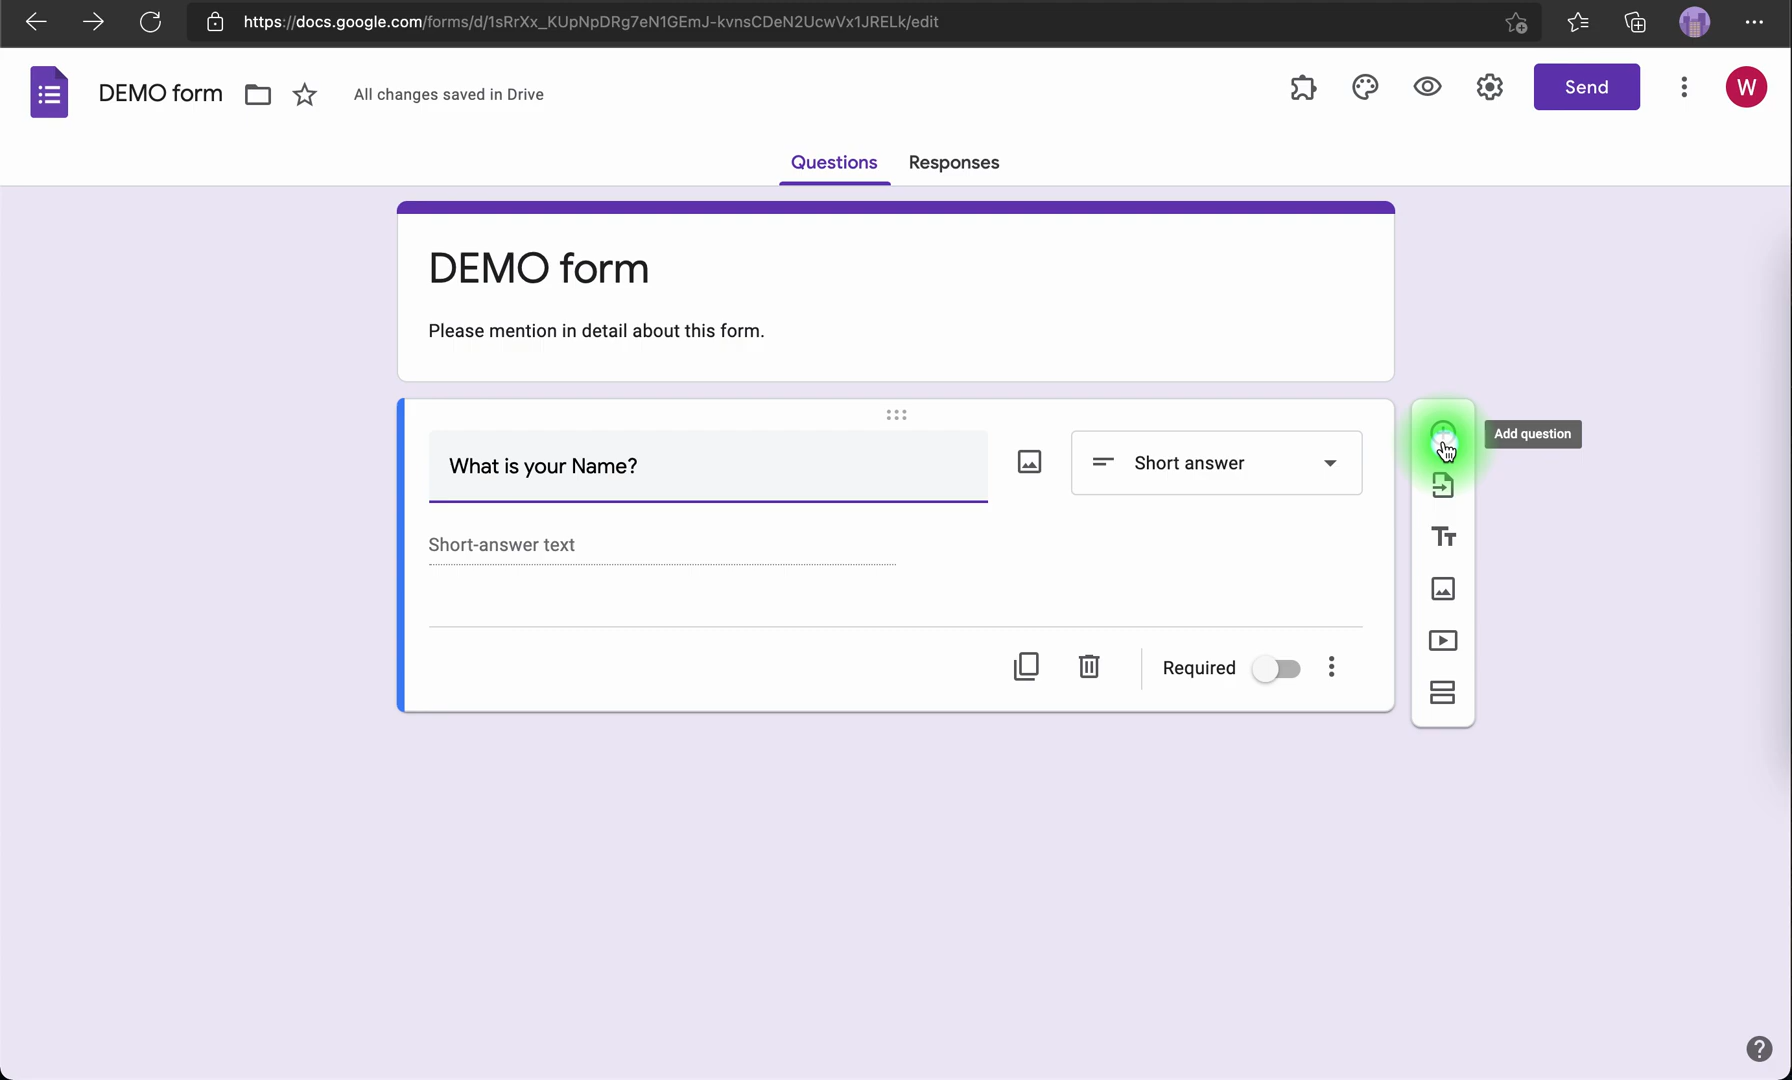 https://docs.google.com/forms/d/1sRrXx_KUpNpDRg7eN1GEmJ-kvnsCDeN2UcwVx1JRELk/edit
DEMO form
All changes saved in Drive
Send
W
Questions
Responses
DEMO form
Please mention in detail about this form.
What is your Name?
Short answer
Add question
Short-answer text
Tт
Required
?